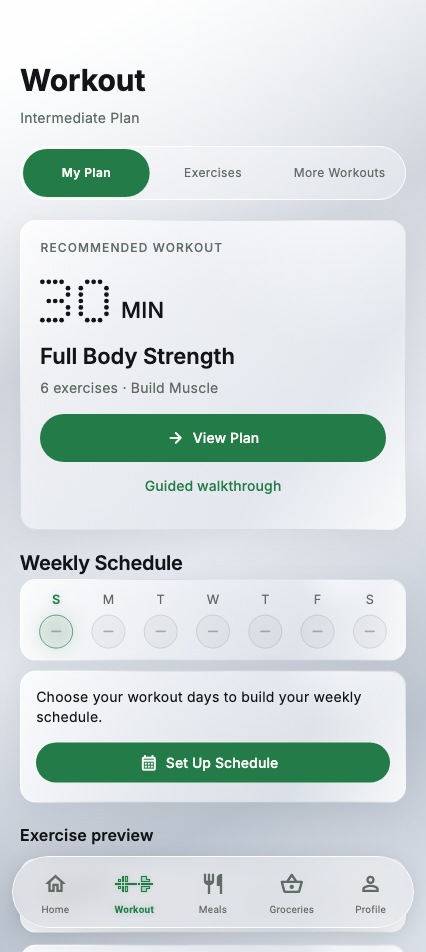 Workout
Intermediate Plan
My Plan
Exercises
More Workouts
RECOMMENDED WORKOUT
30 MIN
Full Body Strength
6 exercises · Build Muscle
View Plan
Guided walkthrough
Weekly Schedule
S M T W T F S
Choose your workout days to build your weekly
schedule.
Set Up Schedule
Exercise preview
Home
Workout
Meals
Groceries
Profile